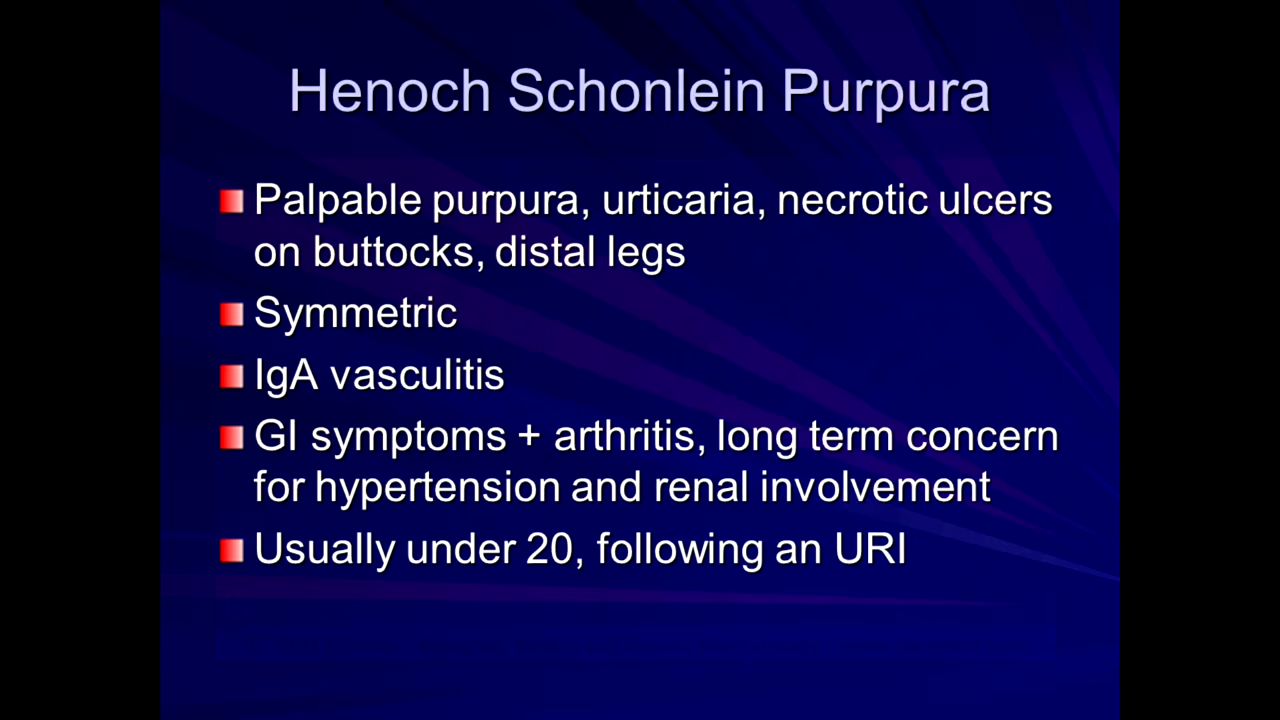 Henoch Schonlein Purpura
Palpable purpura, urticaria, necrotic ulcers
on buttocks, distal legs
Symmetric
IgA vasculitis
GI symptoms + arthritis, long term concern
for hypertension and renal involvement
Usually under 20, following an URI